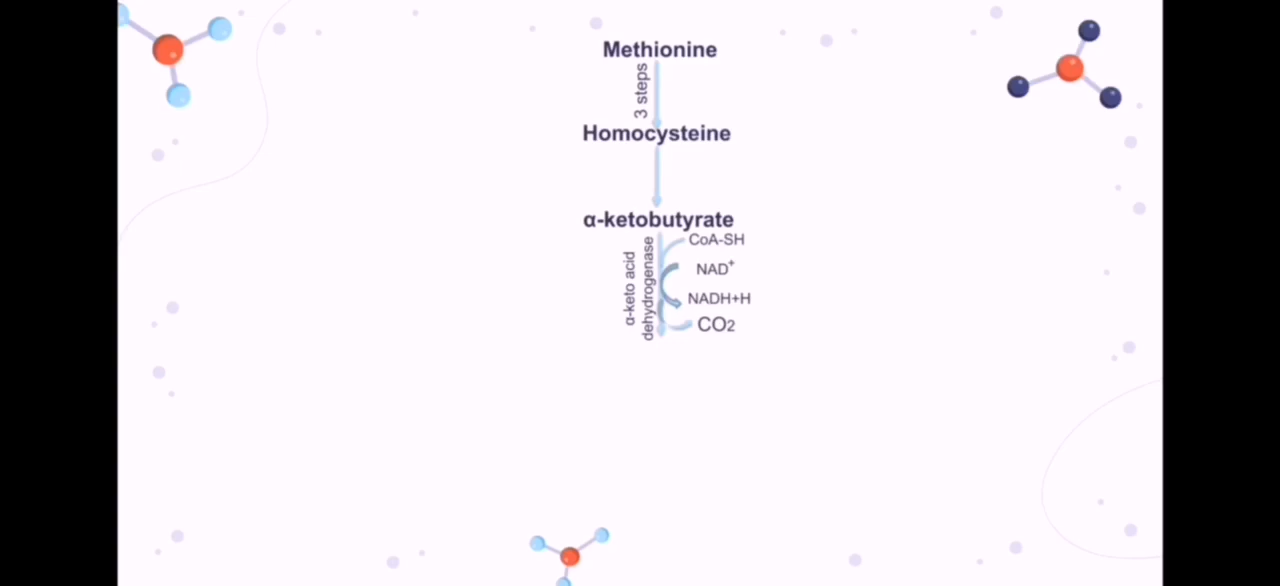 Methionine
3 steps
Homocysteine
α-ketobutyrate
α-keto acid
dehydrogenase
CoA-SH
NAD+
NADH+H
CO2